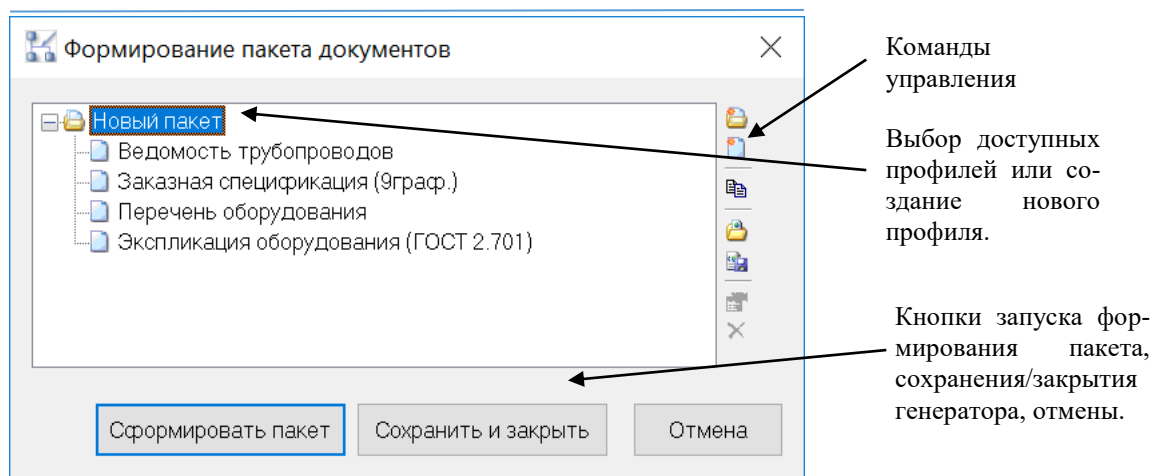 Формирование пакета документов
Новый пакет
Ведомость трубопроводов
Заказная спецификация (9граф.)
Перечень оборудования
Экспликация оборудования (ГОСТ 2.701)
Сформировать пакет
Сохранить и закрыть
Отмена
Команды
управления
Выбор доступных
профилей или со-
здание нового
профиля.
Кнопки запуска фор-
мирования пакета,
сохранения/закрытия
генератора, отмены.